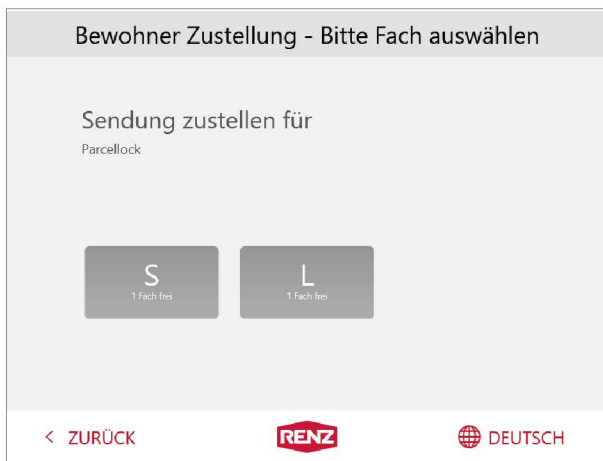 Bewohner Zustellung - Bitte Fach auswählen
Sendung zustellen für
Parcellock
S
1 Fach frei
L
1 Fach frei
< ZURÜCK
RENZ
DEUTSCH